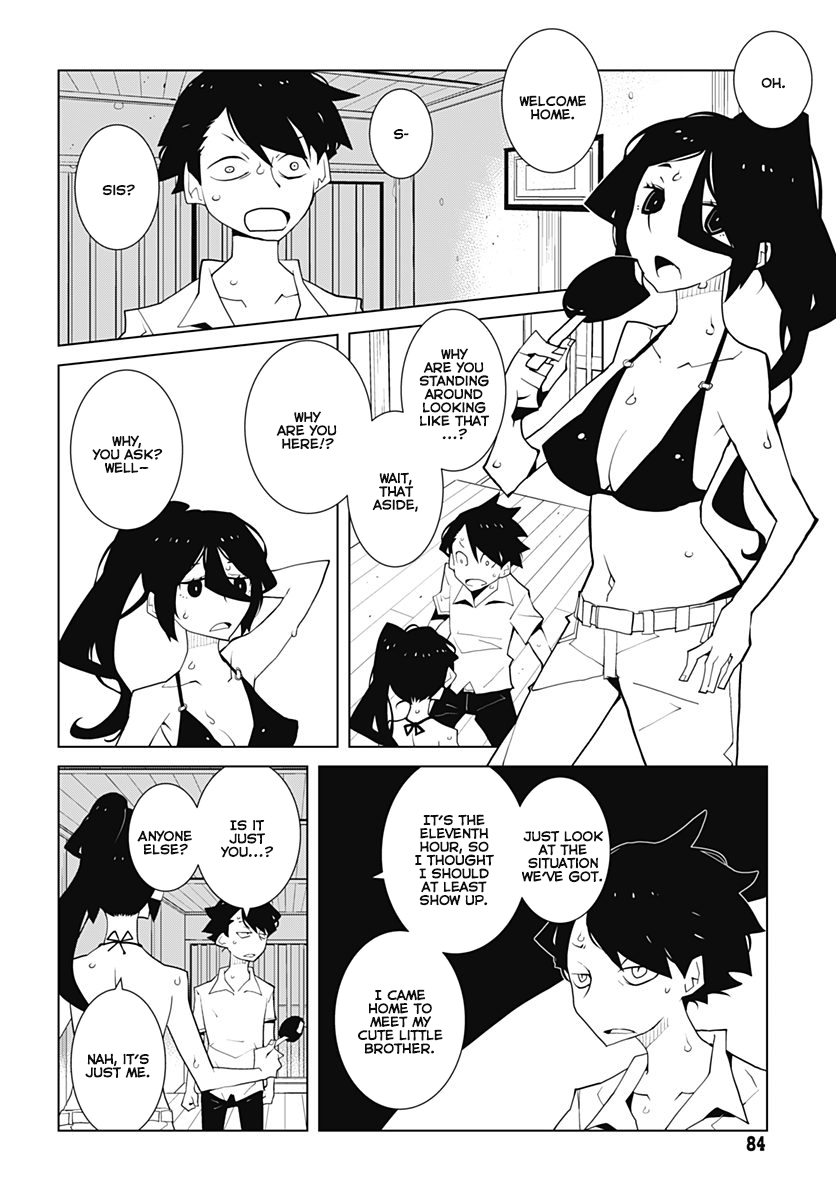 OH.
WELCOME
HOME.
S-
SIS?
WHY
ARE YOU
STANDING
AROUND
LOOKING
LIKE THAT
...?
WAIT,
THAT
ASIDE,
WHY
ARE YOU
HERE!?
WHY,
YOU ASK?
WELL—
JUST LOOK
AT THE
SITUATION
WE'VE GOT.
IT'S THE
ELEVENTH
HOUR, SO
I THOUGHT
I SHOULD
AT LEAST
SHOW UP.
I CAME
HOME TO
MEET MY
CUTE LITTLE
BROTHER.
IS IT
JUST
YOU...?
ANYONE
ELSE?
NAH, IT'S
JUST ME.
84